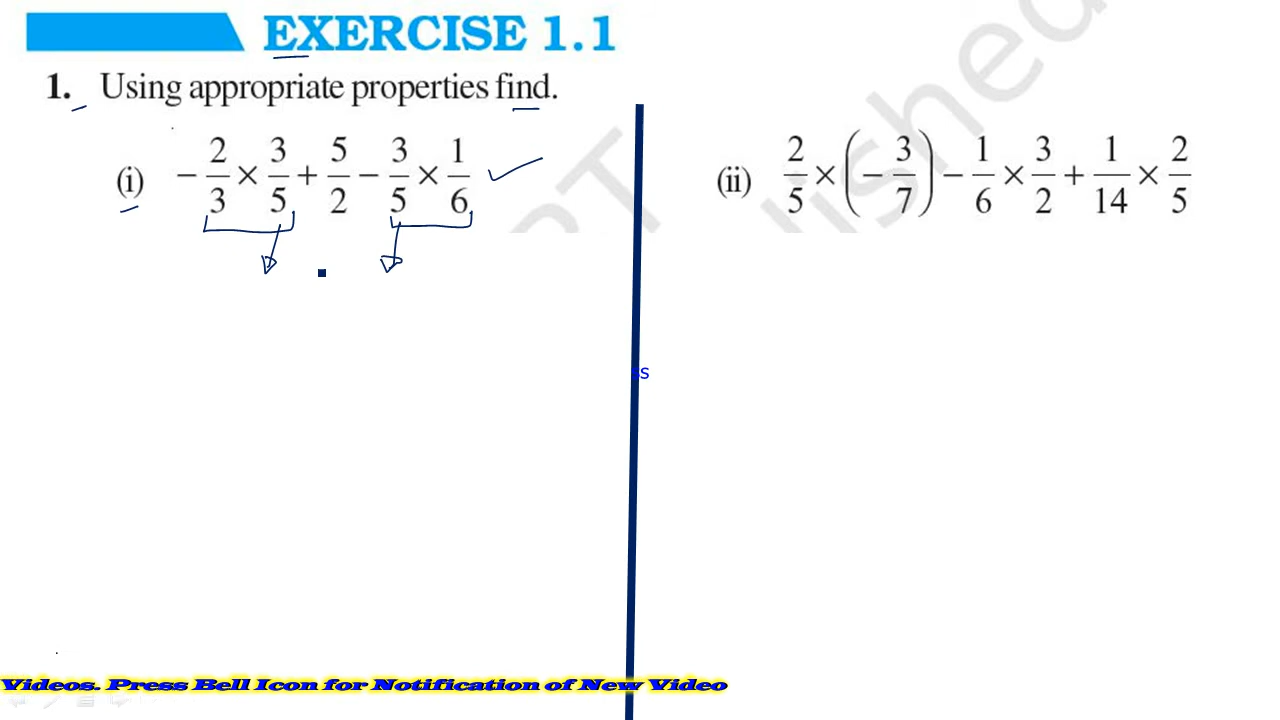 EXERCISE 1.1
1. Using appropriate properties find.
(i) − 2/3 × 3/5 + 5/2 − 3/5 × 1/6
(ii) 2/5 × (− 3/7) − 1/6 × 3/2 + 1/14 × 2/5
lished
Videos. Press Bell Icon for Notification of New Video